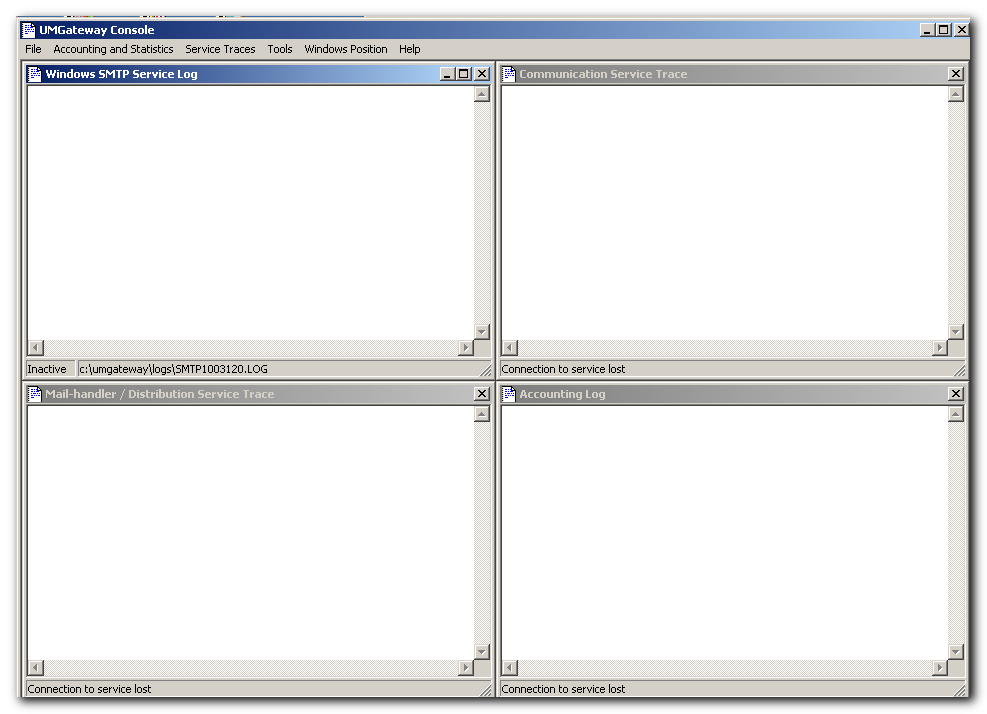 UMGateway Console
File Accounting and Statistics Service Traces Tools Windows Position Help
Windows SMTP Service Log
Communication Service Trace
Inactive c:\umgateway\logs\SMTP1003120.LOG
Connection to service lost
Mail-handler / Distribution Service Trace
Accounting Log
Connection to service lost
Connection to service lost